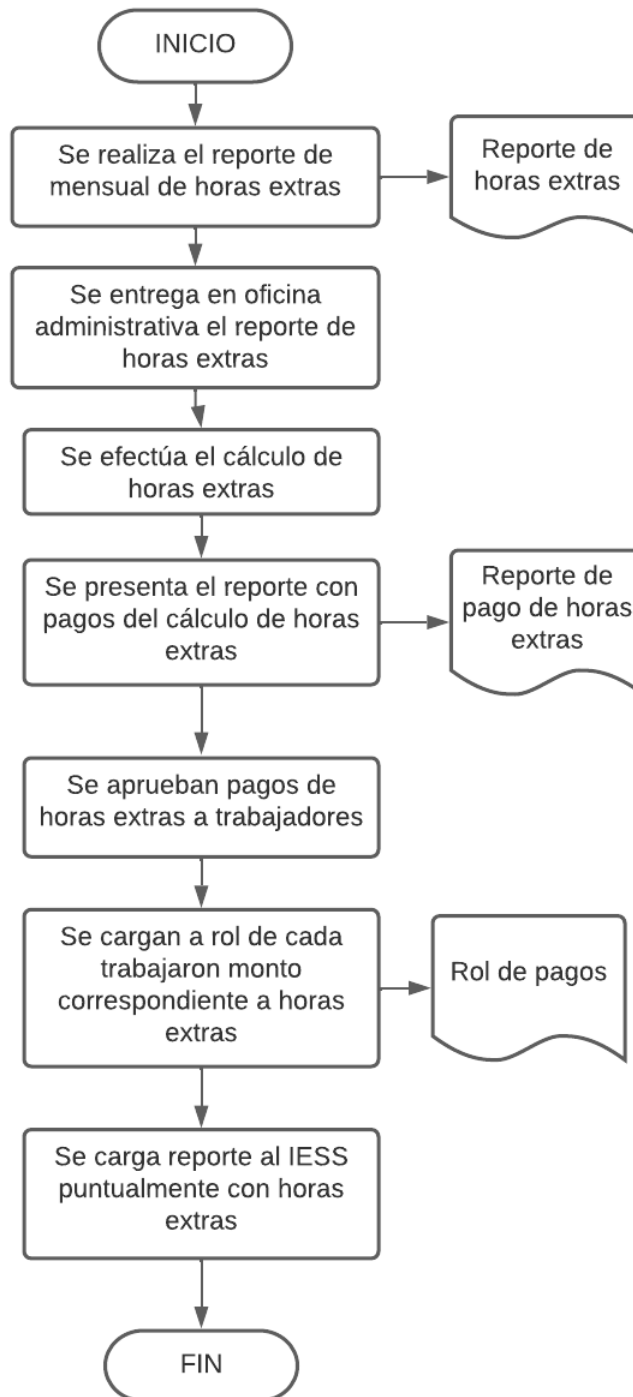 INICIO
Se realiza el reporte de
mensual de horas extras
Reporte de
horas extras
Se entrega en oficina
administrativa el reporte de
horas extras
Se efectúa el cálculo de
horas extras
Se presenta el reporte con
pagos del cálculo de horas
extras
Reporte de
pago de horas
extras
Se aprueban pagos de
horas extras a trabajadores
Se cargan a rol de cada
trabajaron monto
correspondiente a horas
extras
Rol de pagos
Se carga reporte al IESS
puntualmente con horas
extras
FIN